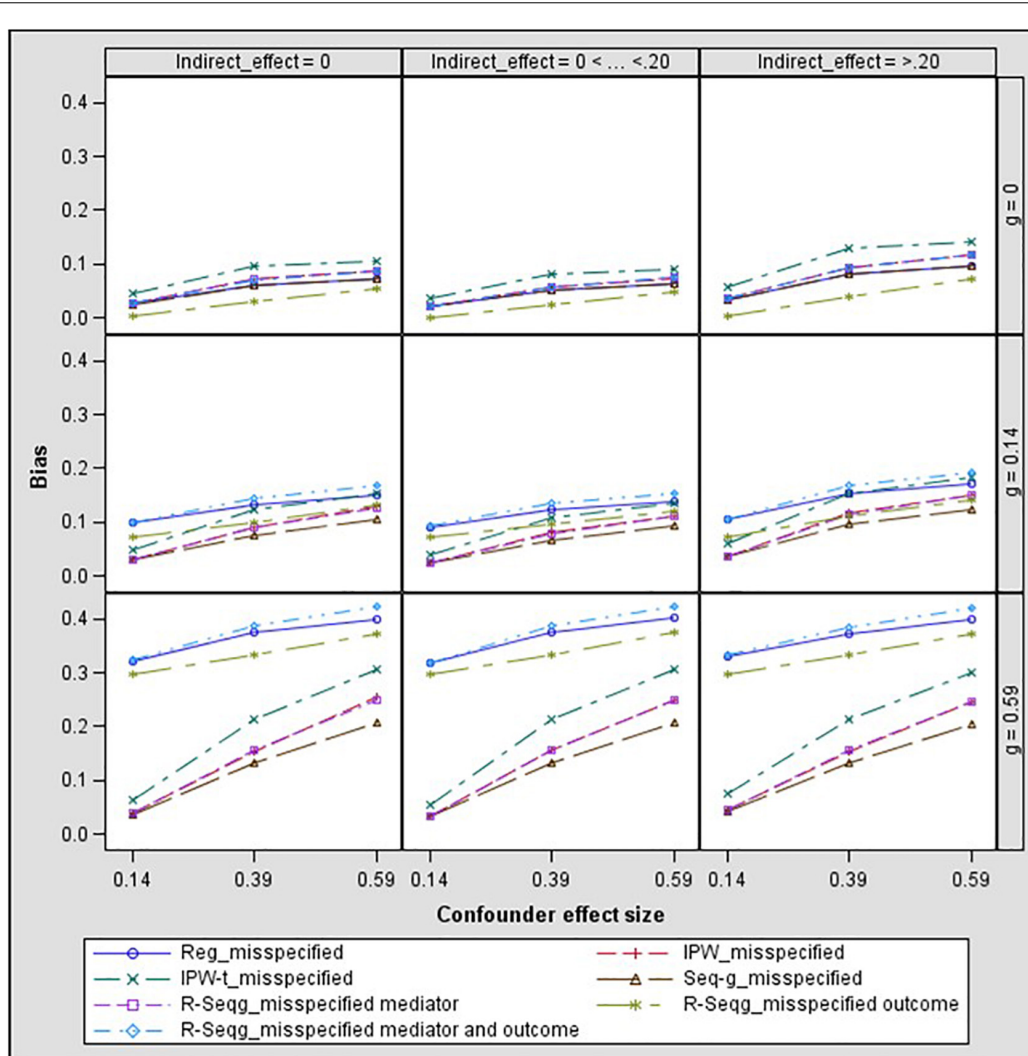 Indirect_effect = 0
Indirect_effect = 0 < ... <.20
Indirect_effect = >.20
0.4
0.3
0.2
0.1
0.0
g = 0
0.4
0.3
0.2
0.1
0.0
g = 0.14
Bias
0.4
0.3
0.2
0.1
0.0
g = 0.59
0.14 0.39 0.59 0.14 0.39 0.59 0.14 0.39 0.59
Confounder effect size
Reg_misspecified IPW_misspecified
IPW-t_misspecified Seq-g_misspecified
R-Seqg_misspecified mediator R-Seqg_misspecified outcome
R-Seqg_misspecified mediator and outcome